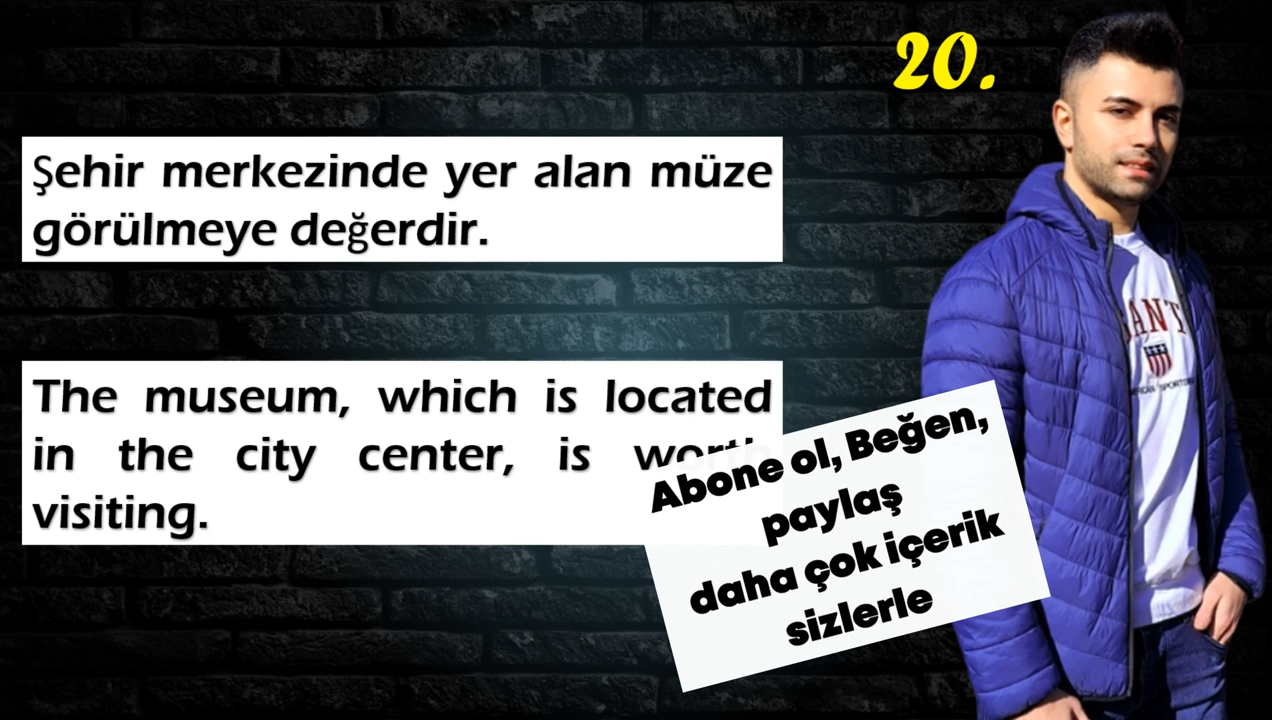 20.
Şehir merkezinde yer alan müze
görülmeye değerdir.
The museum, which is located
in the city center, is worth
visiting.
Abone ol, Beğen,
paylaş
daha çok içerik
sizlerle